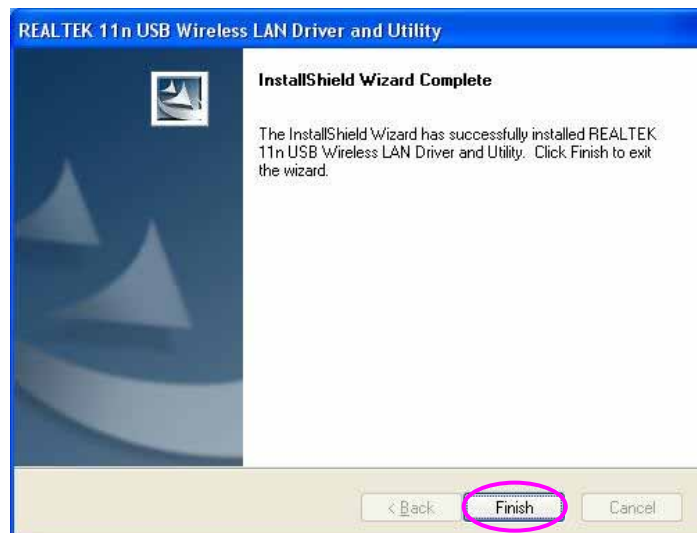 REALTEK 11n USB Wireless LAN Driver and Utility
InstallShield Wizard Complete
The InstallShield Wizard has successfully installed REALTEK
11n USB Wireless LAN Driver and Utility. Click Finish to exit
the wizard.
< Back Finish Cancel